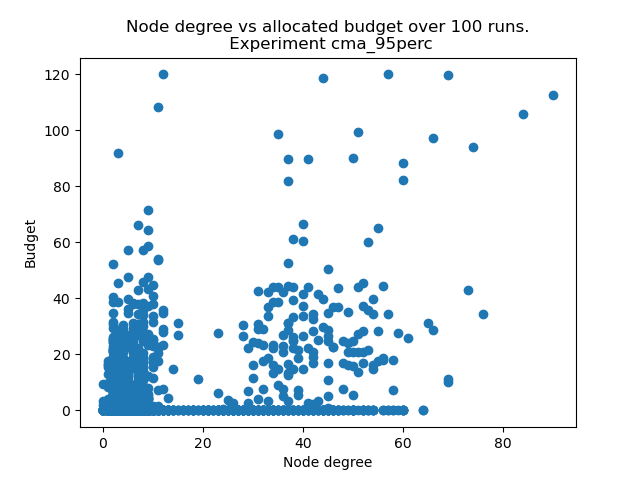 Node degree vs allocated budget over 100 runs.
Experiment cma_95perc
120
100
80
60
40
20
0
Budget
0 20 40 60 80
Node degree